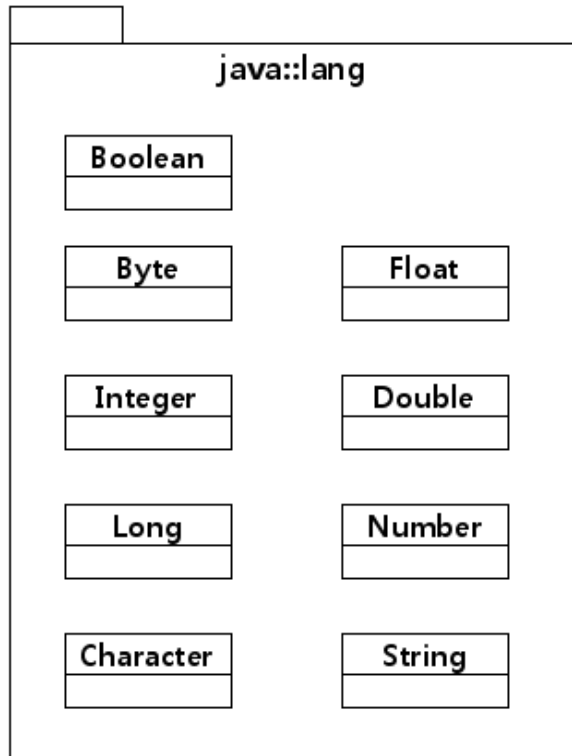 java::lang
Boolean
Byte
Float
Integer
Double
Long
Number
Character
String